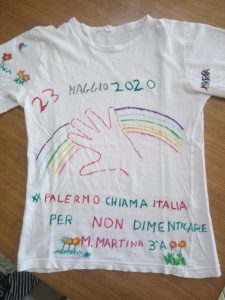 23 MAGGIO 2020
# PALERMO CHIAMA ITALIA
PER NON DIMENTICARE
M. MARTINA 3ªA